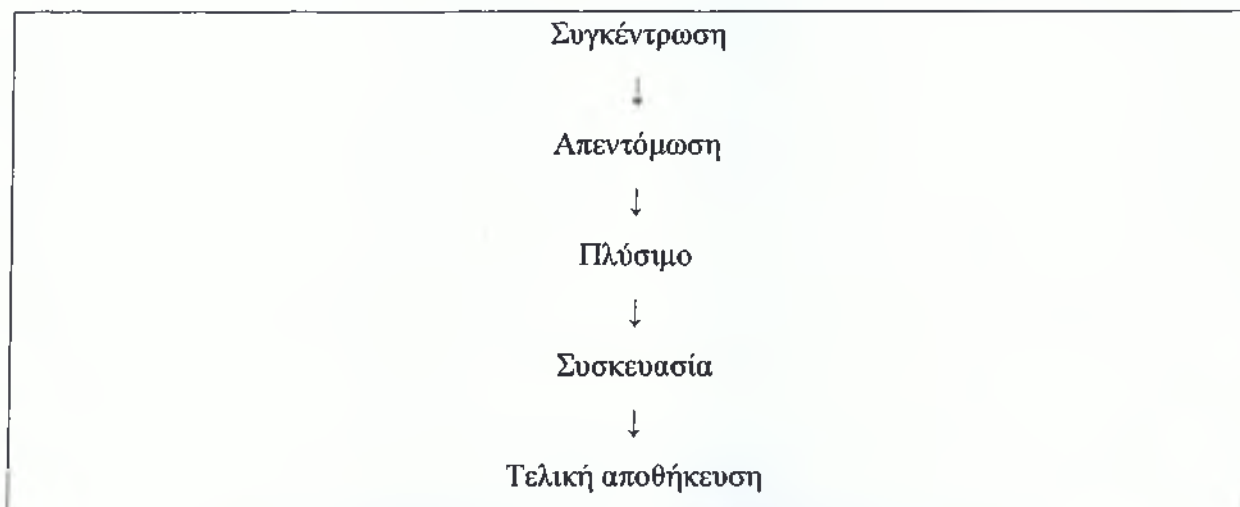 Συγκέντρωση
↓
Απεντόμωση
↓
Πλύσιμο
↓
Συσκευασία
↓
Τελική αποθήκευση